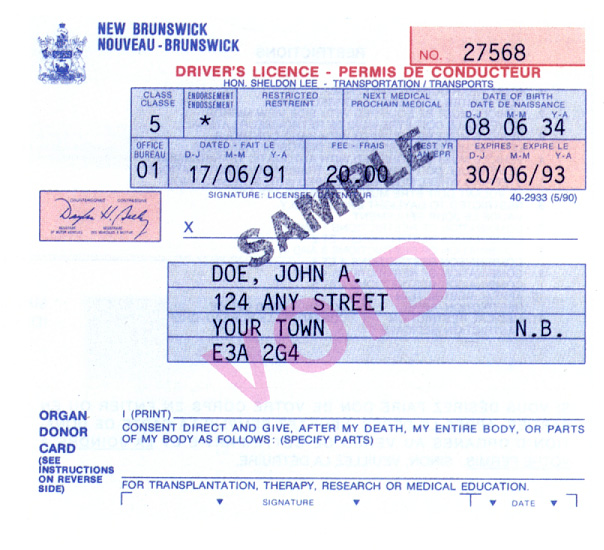 NEW BRUNSWICK
NOUVEAU-BRUNSWICK
NO. 27568
DRIVER'S LICENCE - PERMIS DE CONDUCTEUR
HON. SHELDON LEE - TRANSPORTATION / TRANSPORTS
CLASS ENDORSEMENT RESTRICTED NEXT MEDICAL DATE OF BIRTH
CLASSE ENDOSSEMENT RESTREINT PROCHAIN MEDICAL DATE DE NAISSANCE
D-J M-M Y-A
5 * 08 06 34
OFFICE DATED - FAIT LE FEE - FRAIS TEST YR EXPIRES - EXPIRE LE
BUREAU D-J M-M Y-A D-J M-M Y-A
01 17/06/91 20.00 30/06/93
SIGNATURE: 40-2933 (5/90)
X
SAMPLE
VOID
DOE, JOHN A.
124 ANY STREET
YOUR TOWN N.B.
E3A 2G4
ORGAN DONOR CARD
(SEE INSTRUCTIONS ON REVERSE SIDE)
I (PRINT)
CONSENT DIRECT AND GIVE, AFTER MY DEATH, MY ENTIRE BODY, OR PARTS
OF MY BODY AS FOLLOWS: (SPECIFY PARTS)
FOR TRANSPLANTATION, THERAPY, RESEARCH OR MEDICAL EDUCATION.
SIGNATURE DATE